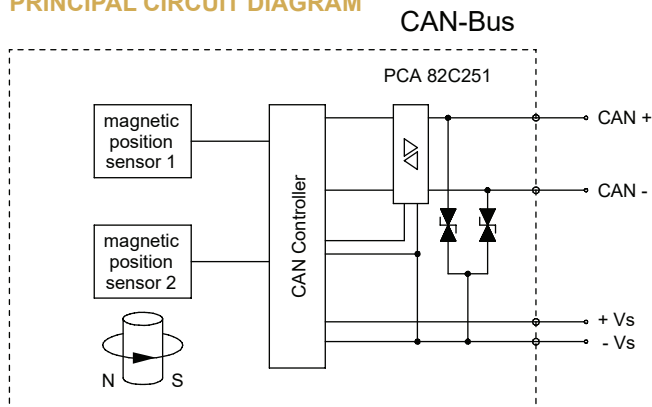 PRINCIPAL CIRCUIT DIAGRAM
CAN-Bus
PCA 82C251
magnetic
position
sensor 1
CAN +
CAN -
CAN Controller
magnetic
position
sensor 2
+ Vs
- Vs
N
S